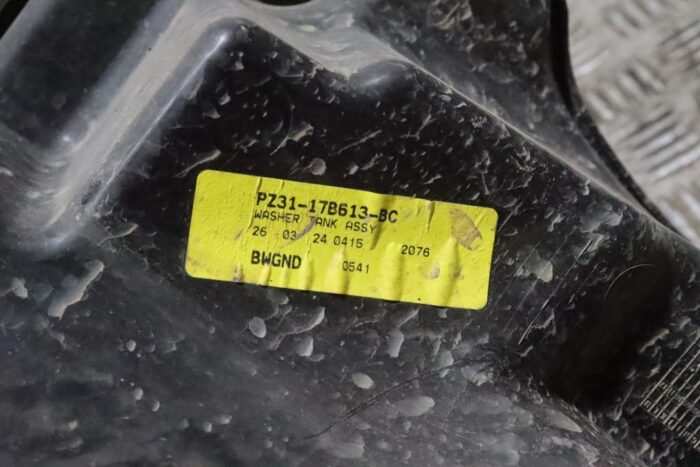 PZ31-17B613-BC
WASHER TANK ASSY
26 03 24 0415 2076
BWGND 0541